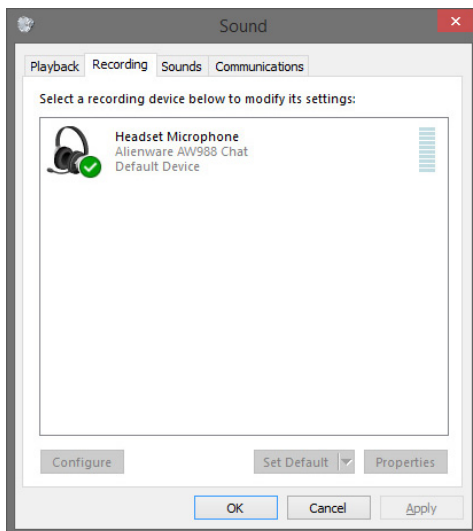 Sound
Playback Recording Sounds Communications
Select a recording device below to modify its settings:
Headset Microphone
Alienware AW988 Chat
Default Device
Configure Set Default Properties
OK Cancel Apply